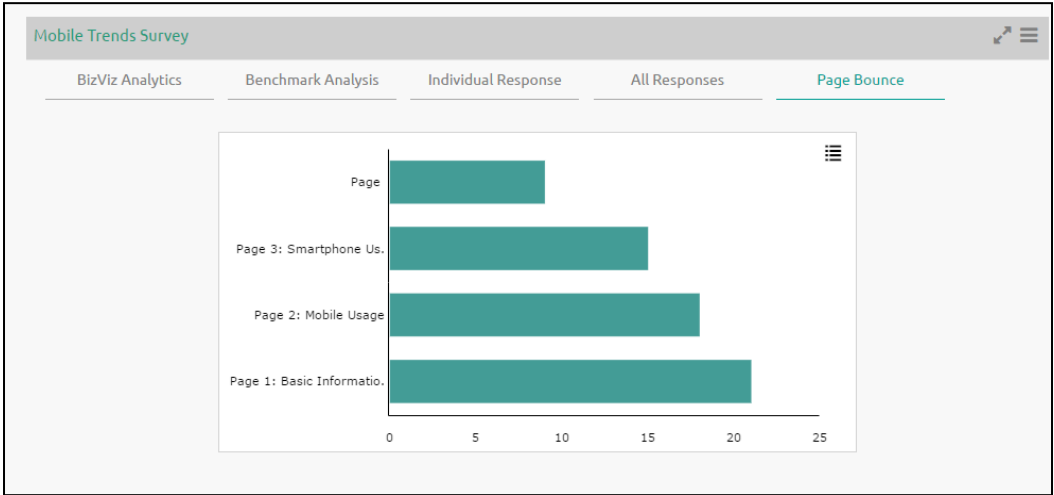 Mobile Trends Survey
BizViz Analytics Benchmark Analysis Individual Response All Responses Page Bounce
Page
Page 3: Smartphone Us.
Page 2: Mobile Usage
Page 1: Basic Informatio.
0 5 10 15 20 25